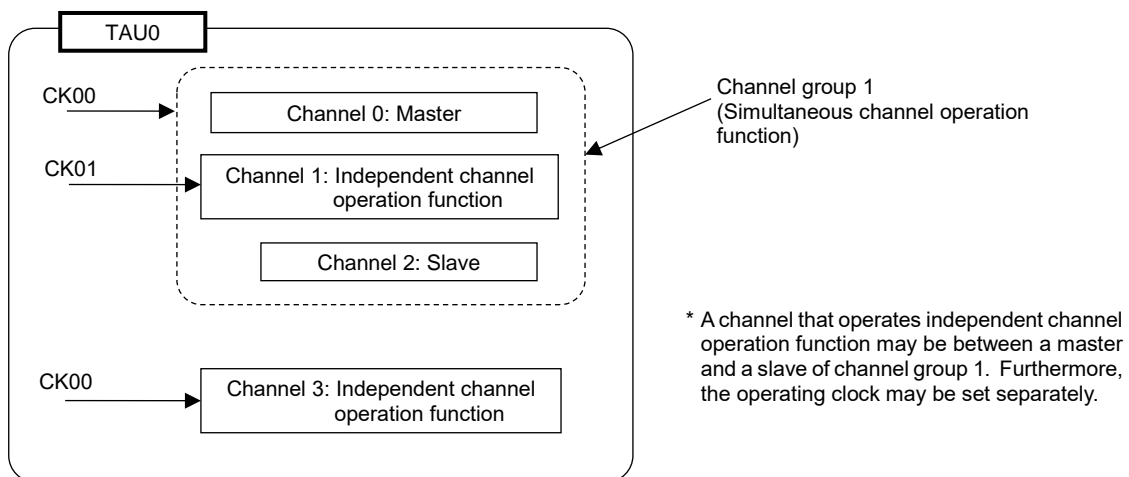 TAU0
CK00
Channel 0: Master
Channel group 1
(Simultaneous channel operation
function)
CK01
Channel 1: Independent channel
operation function
Channel 2: Slave
* A channel that operates independent channel
operation function may be between a master
and a slave of channel group 1. Furthermore,
the operating clock may be set separately.
CK00
Channel 3: Independent channel
operation function